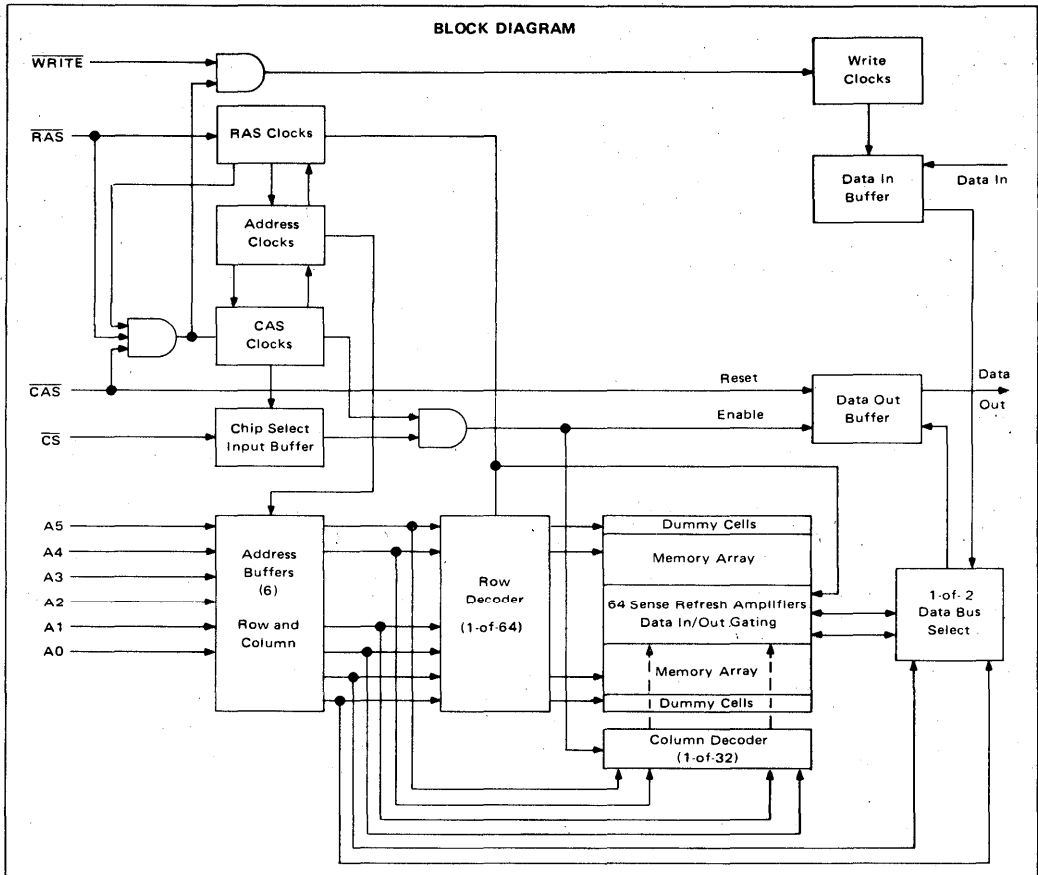 BLOCK DIAGRAM
WRITE
Write
Clocks
RAS
RAS Clocks
Data In
Buffer
Data In
Address
Clocks
CAS
Clocks
CAS
Reset
Data
Out
Data Out
Buffer
CS
Chip Select
Input Buffer
Enable
A5
A4
A3
A2
A1
A0
Address
Buffers
(6)
Row and
Column
Row
Decoder
(1-of-64)
Dummy Cells
Memory Array
64 Sense Refresh Amplifiers
Data In/Out Gating
Memory Array
Dummy Cells
1-of-2
Data Bus
Select
Column Decoder
(1-of-32)